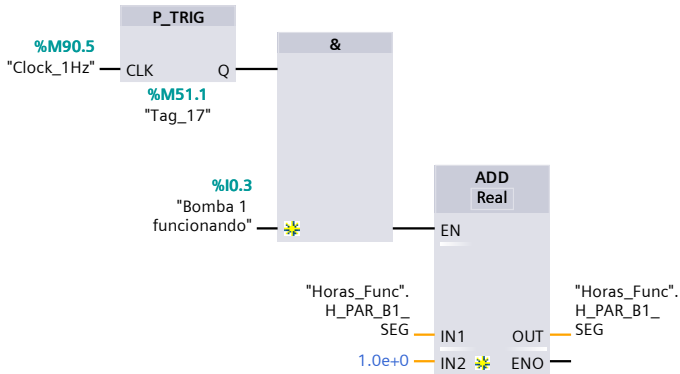 P_TRIG
%M90.5
"Clock_1Hz"
CLK
Q
%M51.1
"Tag_17"
&
%I0.3
"Bomba 1
funcionando"
ADD
Real
EN
"Horas_Func".
H_PAR_B1_
SEG
IN1
OUT
"Horas_Func".
H_PAR_B1_
SEG
1.0e+0
IN2
ENO